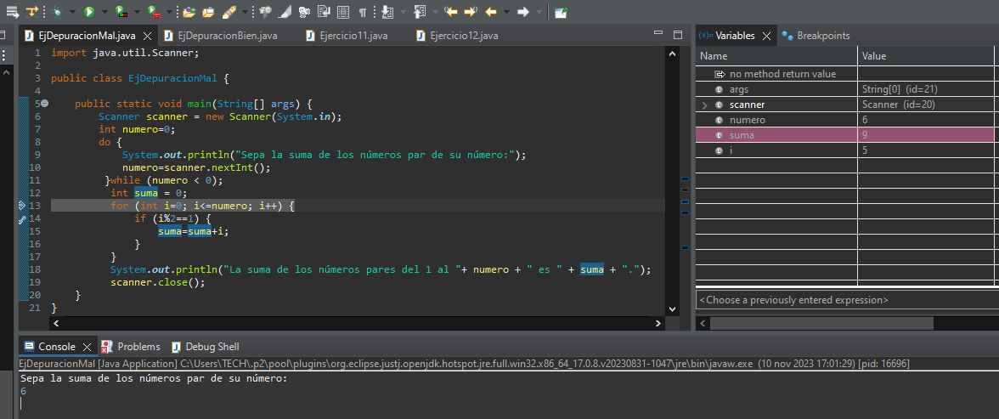 EjDepuracionMal.java
EjDepuracionBien.java
Ejercicio11.java
Ejercicio12.java
1 import java.util.Scanner;
2
3 public class EjDepuracionMal {
4
5 public static void main(String[] args) {
6 Scanner scanner = new Scanner(System.in);
7 int numero=0;
8 do {
9 System.out.println("Sepa la suma de los números par de su número:");
10 numero=scanner.nextInt();
11 }while (numero < 0);
12 int suma = 0;
13 for (int i=0; i<=numero; i++) {
14 if (i%2==1) {
15 suma=suma+i;
16 }
17 }
18 System.out.println("La suma de los números pares del 1 al "+ numero + " es " + suma + ".");
19 scanner.close();
20 }
21 }
(x)= Variables
Breakpoints
Name Value
no method return value
args String[0] (id=21)
scanner Scanner (id=20)
numero 6
suma 9
i 5
<Choose a previously entered expression>
Console
Problems
Debug Shell
EjDepuracionMal [Java Application] C:\Users\TECH\.p2\pool\plugins\org.eclipse.justj.openjdk.hotspot.jre.full.win32.x86_64_17.0.8.v20230831-1047\jre\bin\javaw.exe (10 nov 2023 17:01:29) [pid: 16696]
Sepa la suma de los números par de su número:
6